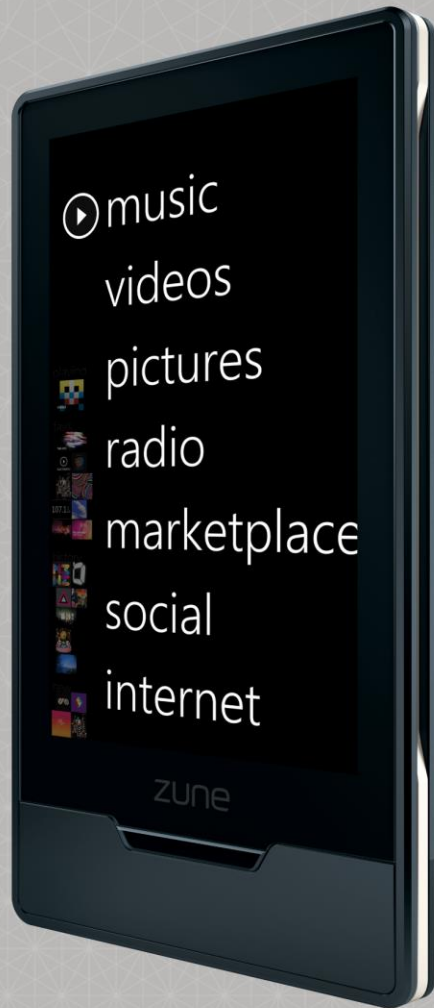 music
videos
pictures
radio
marketplace
social
internet
zune